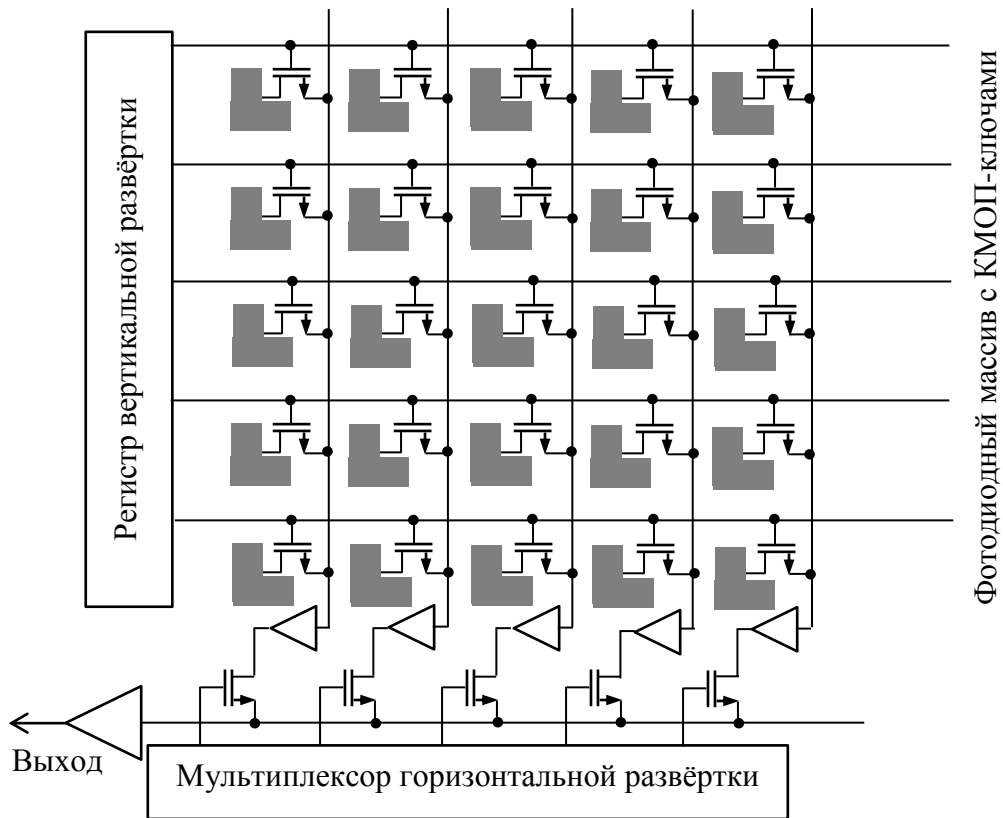 Регистр вертикальной развёртки
Фотодиодный массив с КМОП-ключами
Выход
Мультиплексор горизонтальной развёртки